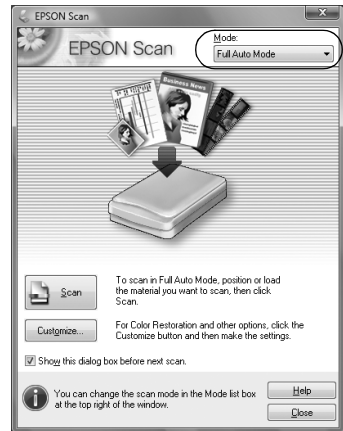 EPSON Scan
EPSON Scan
Mode:
Full Auto Mode
Business News
Scan
To scan in Full Auto Mode, position or load
the material you want to scan, then click
Scan.
Customize...
For Color Restoration and other options, click the
Customize button and then make the settings.
Show this dialog box before next scan.
You can change the scan mode in the Mode list box
at the top right of the window.
Help
Close